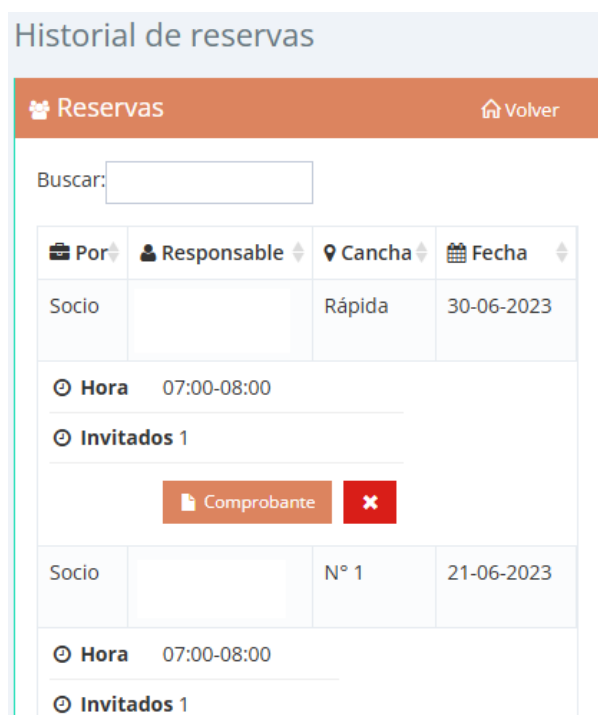 Historial de reservas
Reservas Volver
Buscar:
Por Responsable Cancha Fecha
Socio Rápida 30-06-2023
Hora 07:00-08:00
Invitados 1
Comprobante
Socio N° 1 21-06-2023
Hora 07:00-08:00
Invitados 1